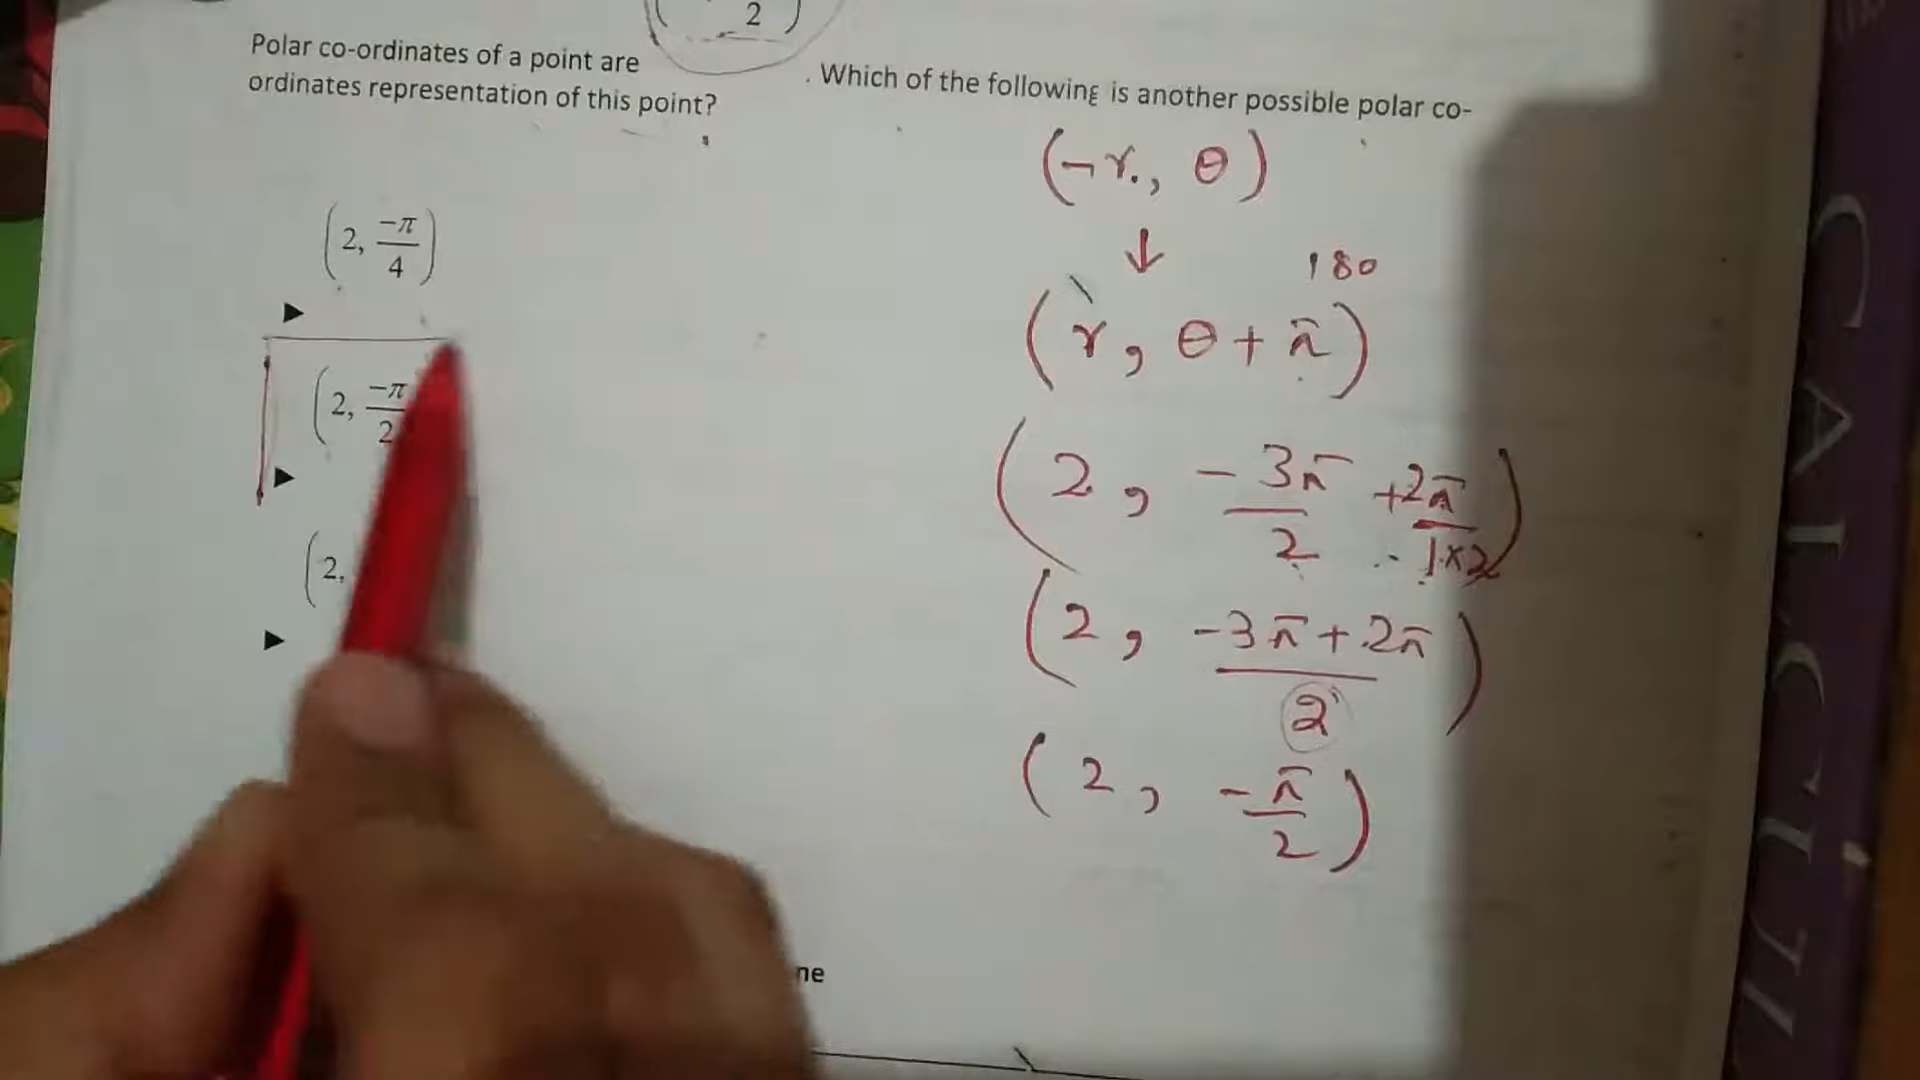 2
Polar co-ordinates of a point are . Which of the following is another possible polar co-
ordinates representation of this point?
(2, -π/4)
(2, -π/2
(2,
(-r., θ)
↓
180
(r, θ + π)
(2, -3π/2 + 2π/1×2)
(2, -3π + 2π/2)
(2, -π/2)
ne
CALCU